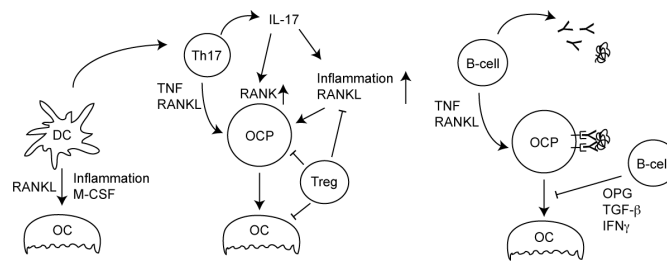 DC
RANKL
Inflammation
M-CSF
OC
Th17
IL-17
TNF
RANKL
RANK
Inflammation
RANKL
OCP
Treg
OC
B-cell
TNF
RANKL
OCP
B-cell
OPG
TGF-β
IFNγ
OC